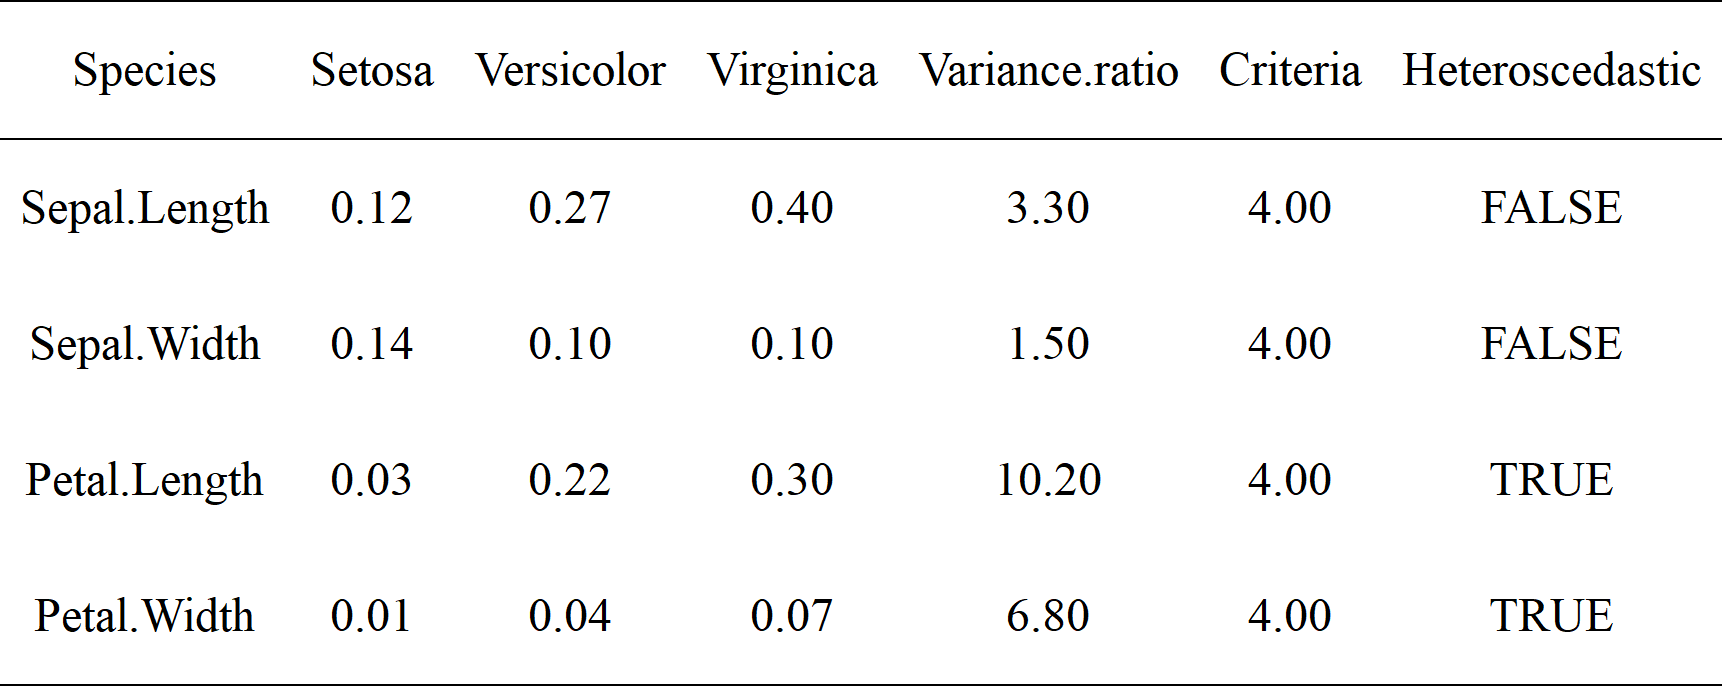 Species Setosa Versicolor Virginica Variance.ratio Criteria Heteroscedastic
Sepal.Length 0.12 0.27 0.40 3.30 4.00 FALSE
Sepal.Width 0.14 0.10 0.10 1.50 4.00 FALSE
Petal.Length 0.03 0.22 0.30 10.20 4.00 TRUE
Petal.Width 0.01 0.04 0.07 6.80 4.00 TRUE